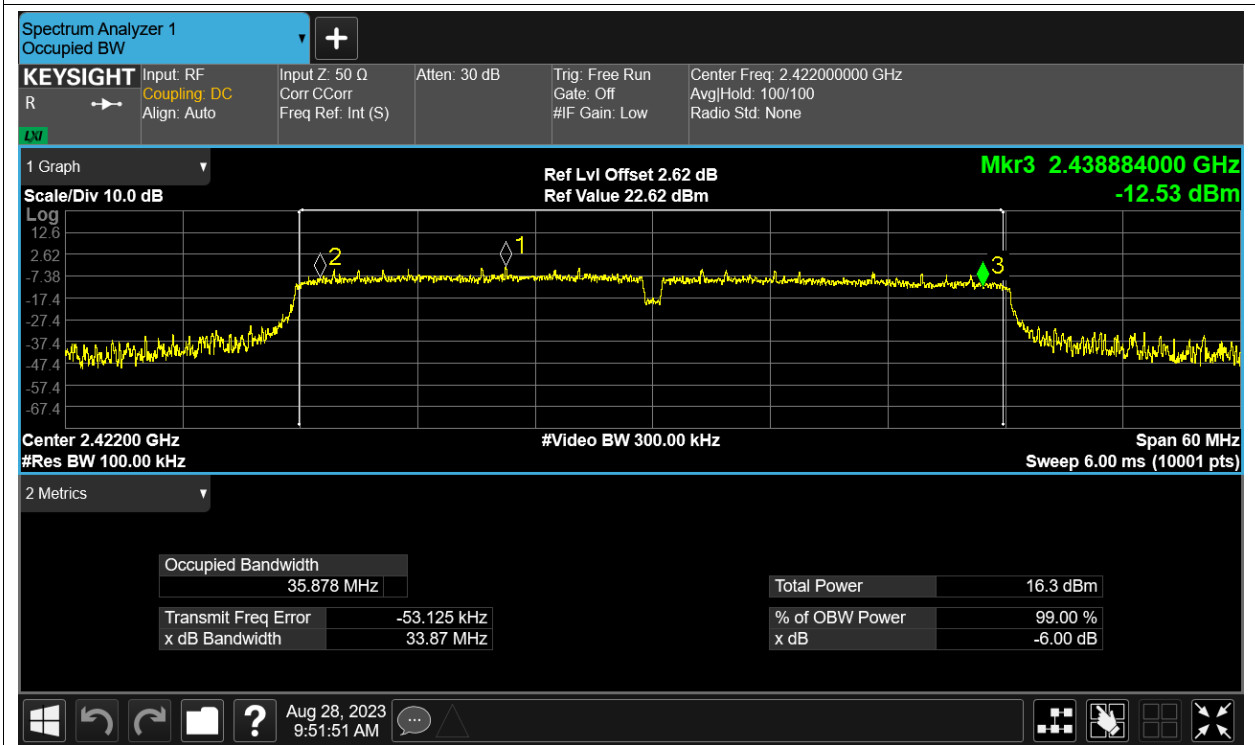 Spectrum Analyzer 1
Occupied BW
KEYSIGHT
R
LXI
Input: RF
Coupling: DC
Align: Auto
Input Z: 50 Ω
Corr CCorr
Freq Ref: Int (S)
Atten: 30 dB
Trig: Free Run
Gate: Off
#IF Gain: Low
Center Freq: 2.422000000 GHz
Avg|Hold: 100/100
Radio Std: None
1 Graph
Scale/Div 10.0 dB
Ref Lvl Offset 2.62 dB
Ref Value 22.62 dBm
Mkr3 2.438884000 GHz
-12.53 dBm
Log
12.6
2.62
-7.38
-17.4
-27.4
-37.4
-47.4
-57.4
-67.4
2
1
3
Center 2.42200 GHz
#Res BW 100.00 kHz
#Video BW 300.00 kHz
Span 60 MHz
Sweep 6.00 ms (10001 pts)
2 Metrics
Occupied Bandwidth
35.878 MHz
Transmit Freq Error -53.125 kHz
x dB Bandwidth 33.87 MHz
Total Power 16.3 dBm
% of OBW Power 99.00 %
x dB -6.00 dB
?
Aug 28, 2023
9:51:51 AM